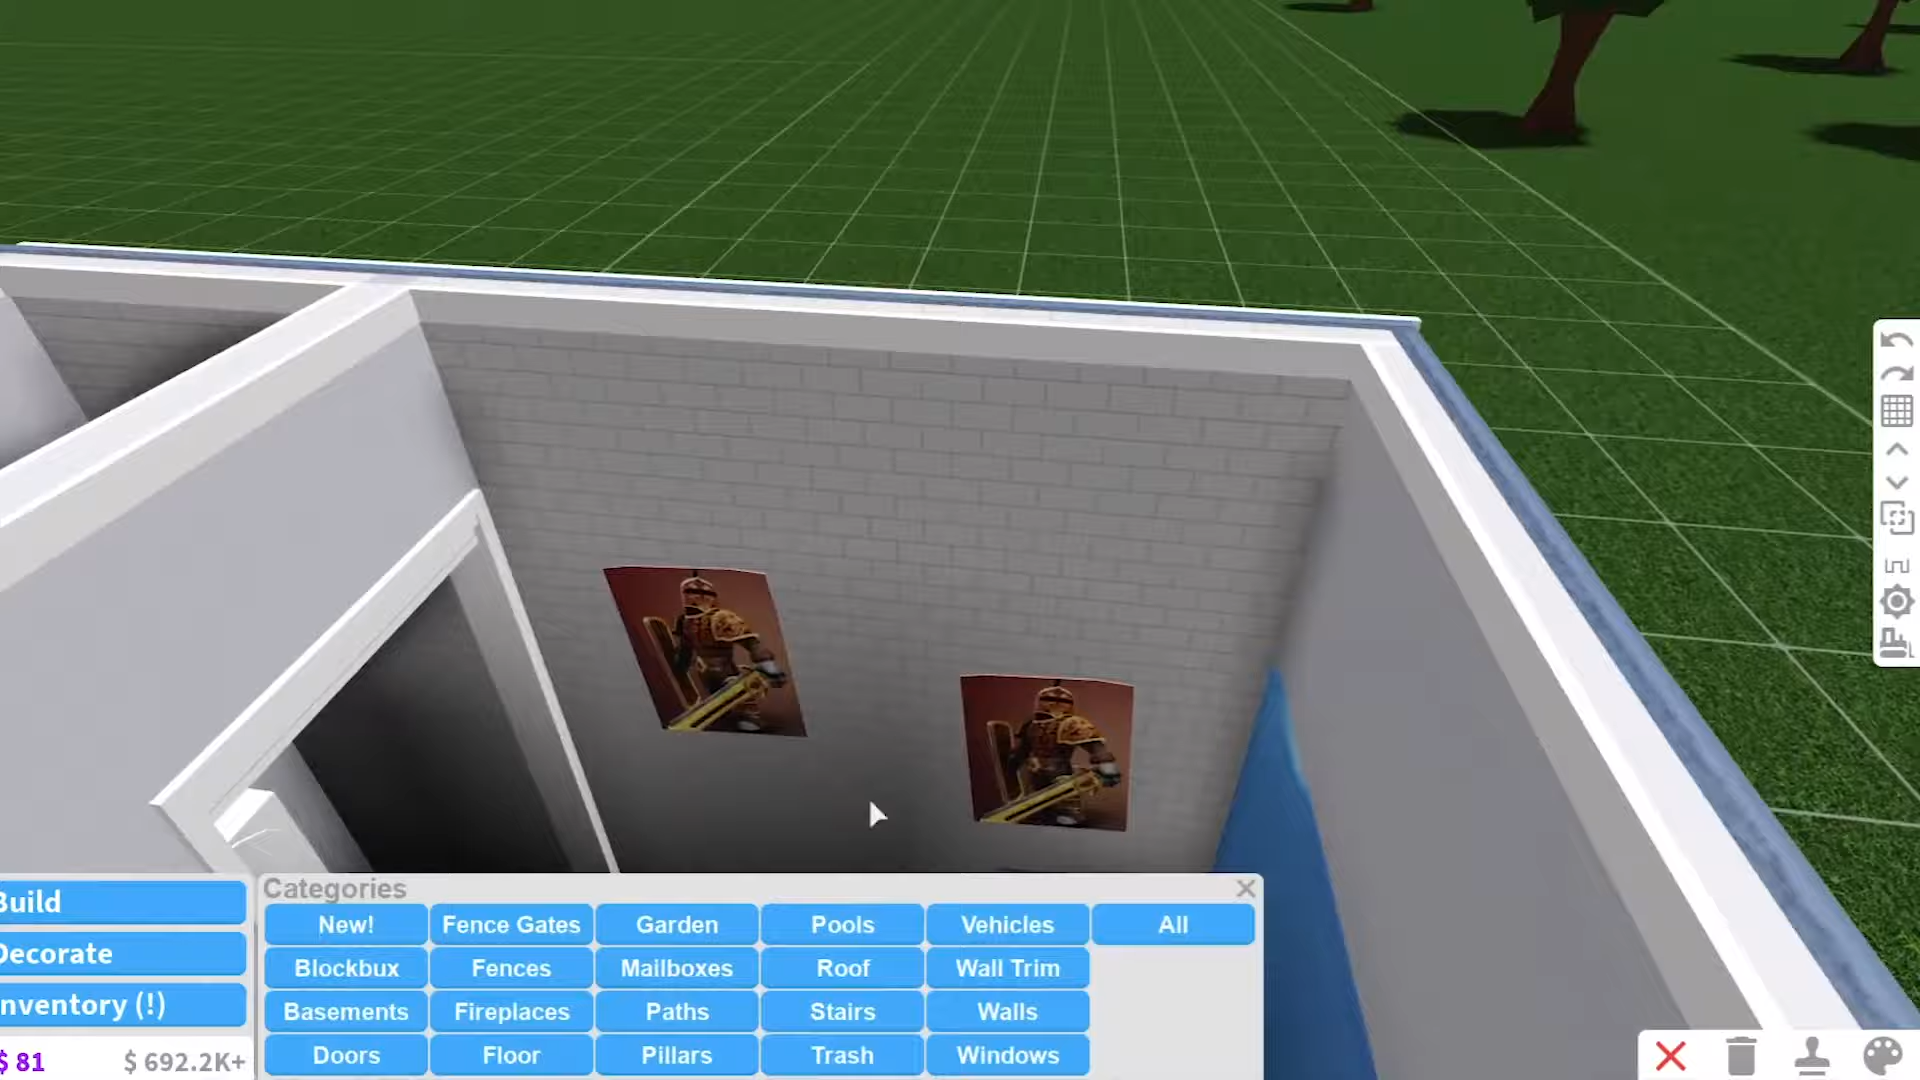 Build
Decorate
Inventory (!)
$ 81
$ 692.2K+
Categories
New! Fence Gates Garden Pools Vehicles All
Blockbux Fences Mailboxes Roof Wall Trim
Basements Fireplaces Paths Stairs Walls
Doors Floor Pillars Trash Windows